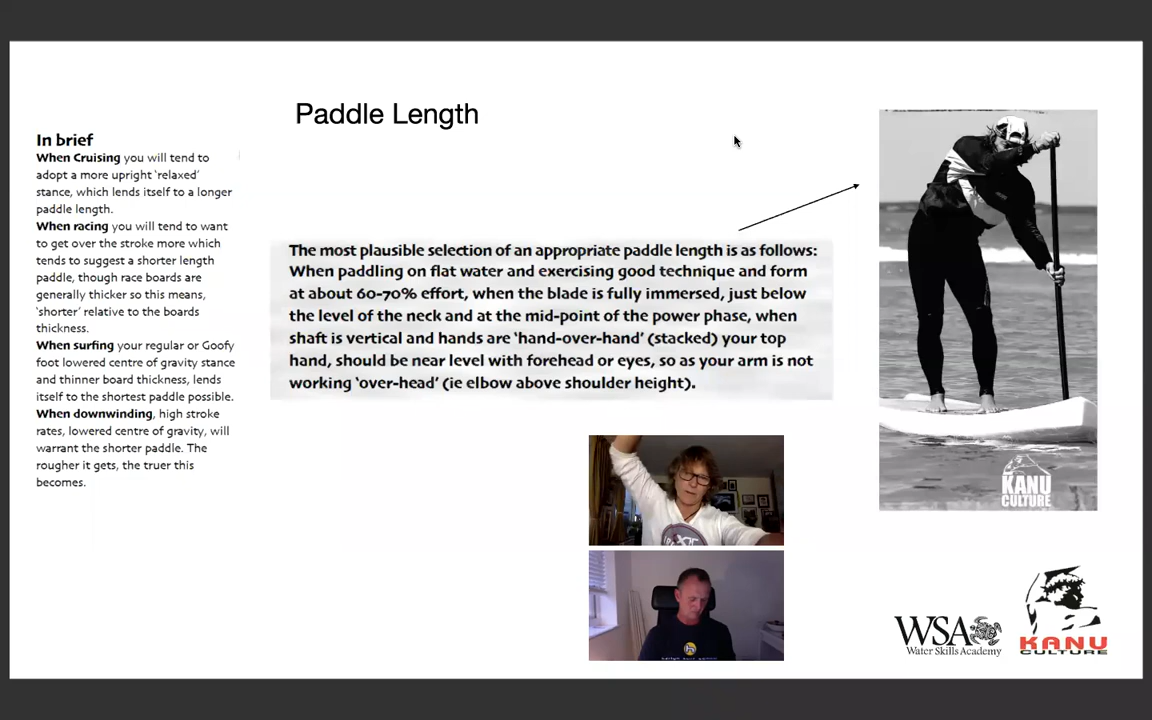 Paddle Length
In brief
When Cruising you will tend to
adopt a more upright ‘relaxed’
stance, which lends itself to a longer
paddle length.
When racing you will tend to want
to get over the stroke more which
tends to suggest a shorter length
paddle, though race boards are
generally thicker so this means,
‘shorter’ relative to the boards
thickness.
When surfing your regular or Goofy
foot lowered centre of gravity stance
and thinner board thickness, lends
itself to the shortest paddle possible.
When downwinding, high stroke
rates, lowered centre of gravity, will
warrant the shorter paddle. The
rougher it gets, the truer this
becomes.
The most plausible selection of an appropriate paddle length is as follows:
When paddling on flat water and exercising good technique and form
at about 60-70% effort, when the blade is fully immersed, just below
the level of the neck and at the mid-point of the power phase, when
shaft is vertical and hands are ‘hand-over-hand’ (stacked) your top
hand, should be near level with forehead or eyes, so as your arm is not
working ‘over-head’ (ie elbow above shoulder height).
KANU
CULTURE
WSA
Water Skills Academy
KANU
CULTURE